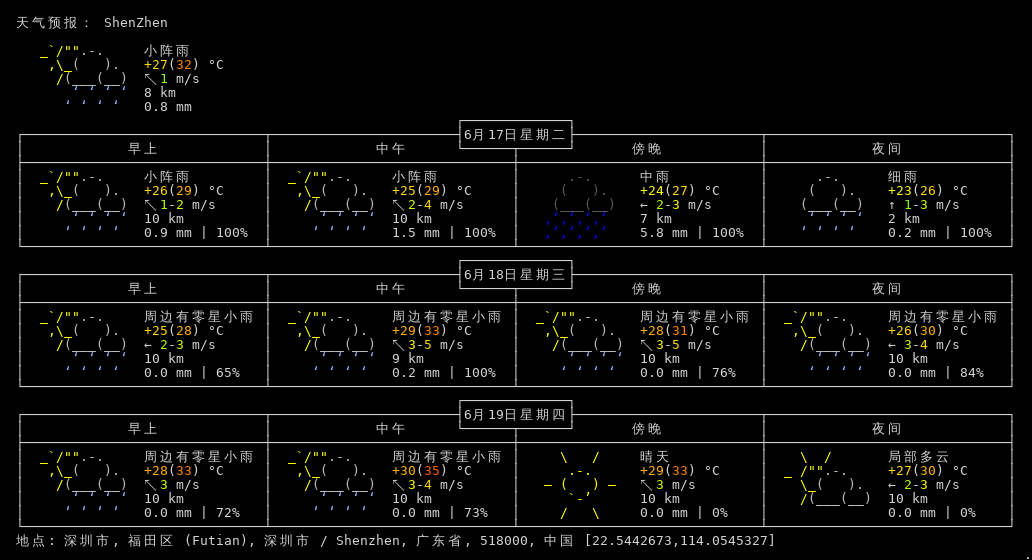 天气预报： ShenZhen
小阵雨
+27(32) °C
↖1 m/s
8 km
0.8 mm
6月17日星期二
早上 中午 傍晚 夜间
小阵雨 小阵雨 中雨 细雨
+26(29) °C +25(29) °C +24(27) °C +23(26) °C
↖1-2 m/s ↖2-4 m/s ← 2-3 m/s ↑ 1-3 m/s
10 km 10 km 7 km 2 km
0.9 mm | 100% 1.5 mm | 100% 5.8 mm | 100% 0.2 mm | 100%
6月18日星期三
早上 中午 傍晚 夜间
周边有零星小雨 周边有零星小雨 周边有零星小雨 周边有零星小雨
+25(28) °C +29(33) °C +28(31) °C +26(30) °C
← 2-3 m/s ↖3-5 m/s ↖3-5 m/s ← 3-4 m/s
10 km 9 km 10 km 10 km
0.0 mm | 65% 0.2 mm | 100% 0.0 mm | 76% 0.0 mm | 84%
6月19日星期四
早上 中午 傍晚 夜间
周边有零星小雨 周边有零星小雨 晴天 局部多云
+28(33) °C +30(35) °C +29(33) °C +27(30) °C
↖3 m/s ↖3-4 m/s ↖3 m/s ← 2-3 m/s
10 km 10 km 10 km 10 km
0.0 mm | 72% 0.0 mm | 73% 0.0 mm | 0% 0.0 mm | 0%
地点: 深圳市, 福田区 (Futian), 深圳市 / Shenzhen, 广东省, 518000, 中国 [22.5442673,114.0545327]